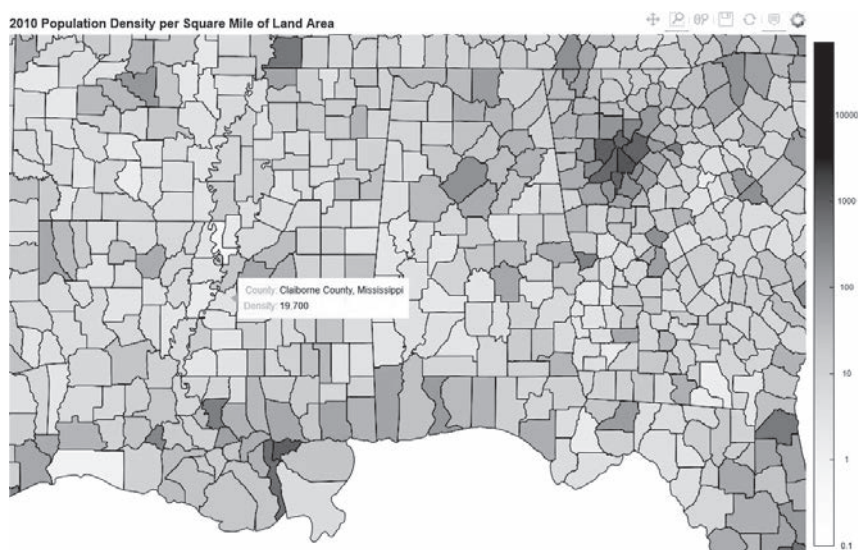 2010 Population Density per Square Mile of Land Area
10000
1000
100
10
1
0.1
County: Claiborne County, Mississippi
Density: 19.700